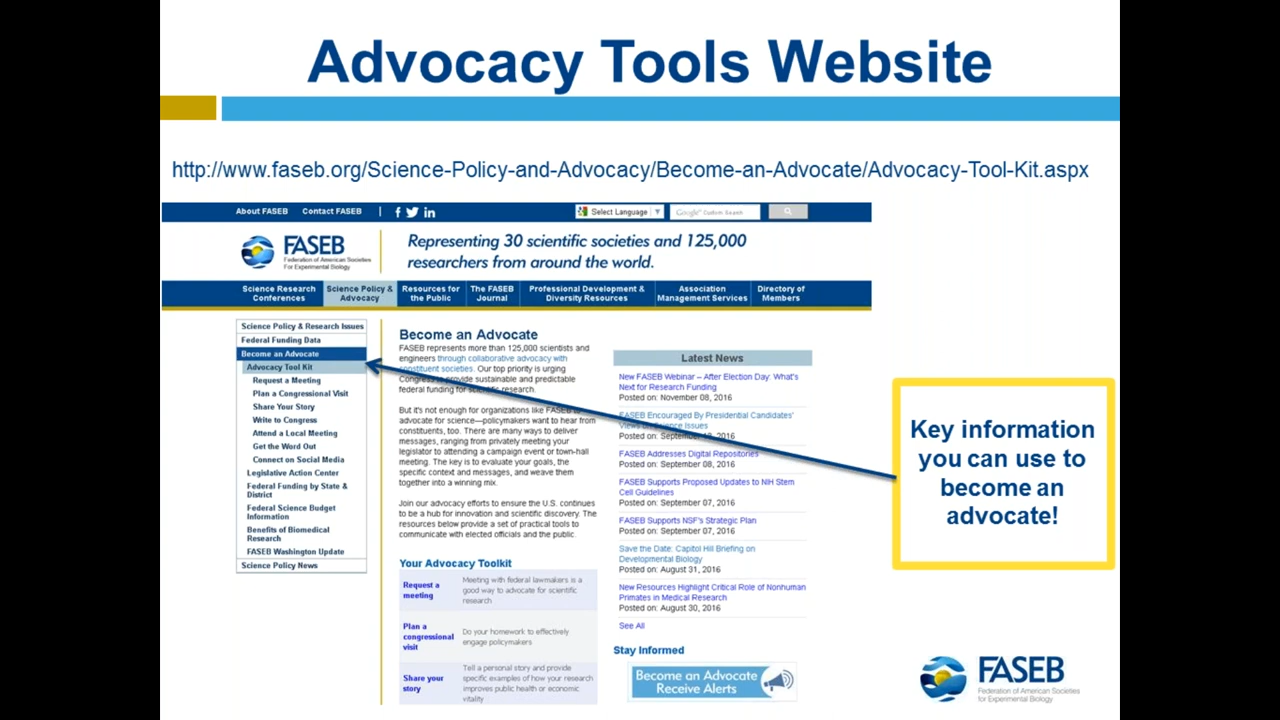 Advocacy Tools Website
http://www.faseb.org/Science-Policy-and-Advocacy/Become-an-Advocate/Advocacy-Tool-Kit.aspx
About FASEB Contact FASEB |
Select Language
Google Custom Search
FASEB
Federation of American Societies
For Experimental Biology
Representing 30 scientific societies and 125,000
researchers from around the world.
Science Research
Conferences
Science Policy &
Advocacy
Resources for
the Public
The FASEB
Journal
Professional Development &
Diversity Resources
Association
Management Services
Directory of
Members
Science Policy & Research Issues
Federal Funding Data
Become an Advocate
Advocacy Tool Kit
Request a Meeting
Plan a Congressional Visit
Share Your Story
Write to Congress
Attend a Local Meeting
Get the Word Out
Connect on Social Media
Legislative Action Center
Federal Funding by State &
District
Federal Science Budget
Information
Benefits of Biomedical
Research
FASEB Washington Update
Science Policy News
Become an Advocate
FASEB represents more than 125,000 scientists and
engineers through collaborative advocacy with
constituent societies. Our top priority is urging
Congress to provide sustainable and predictable
federal funding for scientific research.
But it's not enough for organizations like FASEB to
advocate for science—policymakers want to hear from
constituents, too. There are many ways to deliver
messages, ranging from privately meeting your
legislator to attending a campaign event or town-hall
meeting. The key is to evaluate your goals, the
specific context and messages, and weave them
together into a winning mix.
Join our advocacy efforts to ensure the U.S. continues
to be a hub for innovation and scientific discovery. The
resources below provide a set of practical tools to
communicate with elected officials and the public.
Your Advocacy Toolkit
Request a
meeting
Meeting with federal lawmakers is a
good way to advocate for scientific
research
Plan a
congressional
visit
Do your homework to effectively
engage policymakers
Share your
story
Tell a personal story and provide
specific examples of how your research
improves public health or economic
vitality
Latest News
New FASEB Webinar – After Election Day: What's
Next for Research Funding
Posted on: November 08, 2016
FASEB Encouraged By Presidential Candidates'
Views on Science Issues
Posted on: September 13, 2016
FASEB Addresses Digital Repositories
Posted on: September 08, 2016
FASEB Supports Proposed Updates to NIH Stem
Cell Guidelines
Posted on: September 07, 2016
FASEB Supports NSF's Strategic Plan
Posted on: September 07, 2016
Save the Date: Capitol Hill Briefing on
Developmental Biology
Posted on: August 31, 2016
New Resources Highlight Critical Role of Nonhuman
Primates in Medical Research
Posted on: August 30, 2016
See All
Stay Informed
Become an Advocate
Receive Alerts
Key information
you can use to
become an
advocate!
FASEB
Federation of American Societies
for Experimental Biology